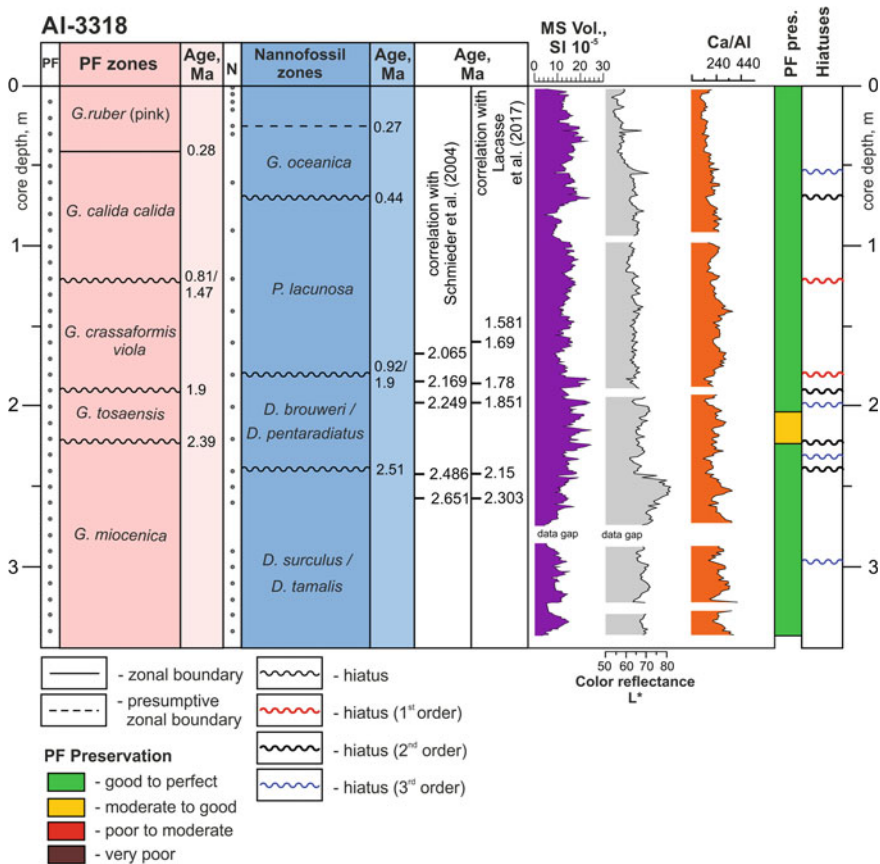 AI-3318
PF
PF zones
Age,
Ma
N
Nannofossil
zones
Age,
Ma
Age,
Ma
MS Vol.,
SI 10⁻⁵
0 10 20 30
Ca/Al
240 440
PF pres.
Hiatuses
core depth, m
0
1
2
3
G.ruber (pink)
0.28
G. calida calida
0.81/
1.47
G. crassaformis
viola
1.9
G. tosaensis
2.39
G. miocenica
0.27
G. oceanica
0.44
P. lacunosa
0.92/
1.9
D. brouweri /
D. pentaradiatus
2.51
D. surculus /
D. tamalis
correlation with
Schmieder et al. (2004)
2.065
2.169
2.249
2.486
2.651
correlation with
Lacasse
et al. (2017)
1.581
1.69
1.78
1.851
2.15
2.303
data gap
data gap
0
1
2
3
core depth, m
50 60 70 80
Color reflectance
L*
- zonal boundary
- presumptive
zonal boundary
- hiatus
- hiatus (1ˢᵗ order)
- hiatus (2ⁿᵈ order)
- hiatus (3ʳᵈ order)
PF Preservation
- good to perfect
- moderate to good
- poor to moderate
- very poor